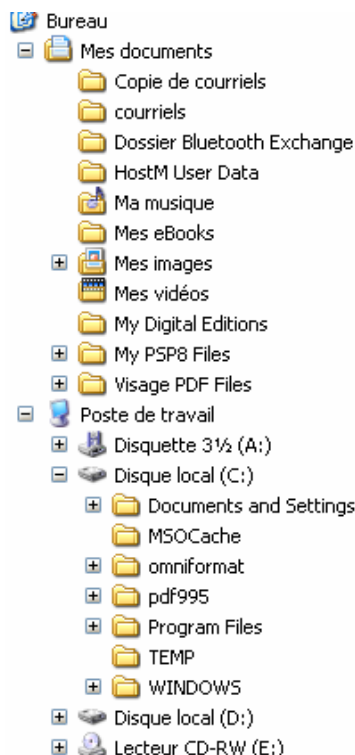 Bureau
Mes documents
Copie de courriels
courriels
Dossier Bluetooth Exchange
HostM User Data
Ma musique
Mes eBooks
Mes images
Mes vidéos
My Digital Editions
My PSP8 Files
Visage PDF Files
Poste de travail
Disquette 3½ (A:)
Disque local (C:)
Documents and Settings
MSOCache
omniformat
pdf995
Program Files
TEMP
WINDOWS
Disque local (D:)
Lecteur CD-RW (E:)